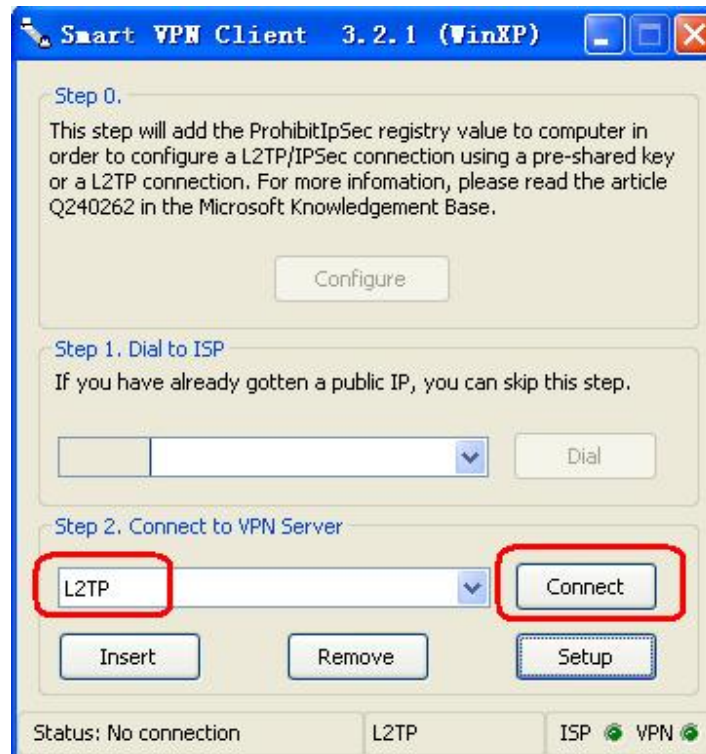 Smart VPN Client 3.2.1 (WinXP)
Step 0.
This step will add the ProhibitIpSec registry value to computer in
order to configure a L2TP/IPSec connection using a pre-shared key
or a L2TP connection. For more infomation, please read the article
Q240262 in the Microsoft Knowledgement Base.
Configure
Step 1. Dial to ISP
If you have already gotten a public IP, you can skip this step.
Dial
Step 2. Connect to VPN Server
L2TP
Connect
Insert
Remove
Setup
Status: No connection
L2TP
ISP
VPN